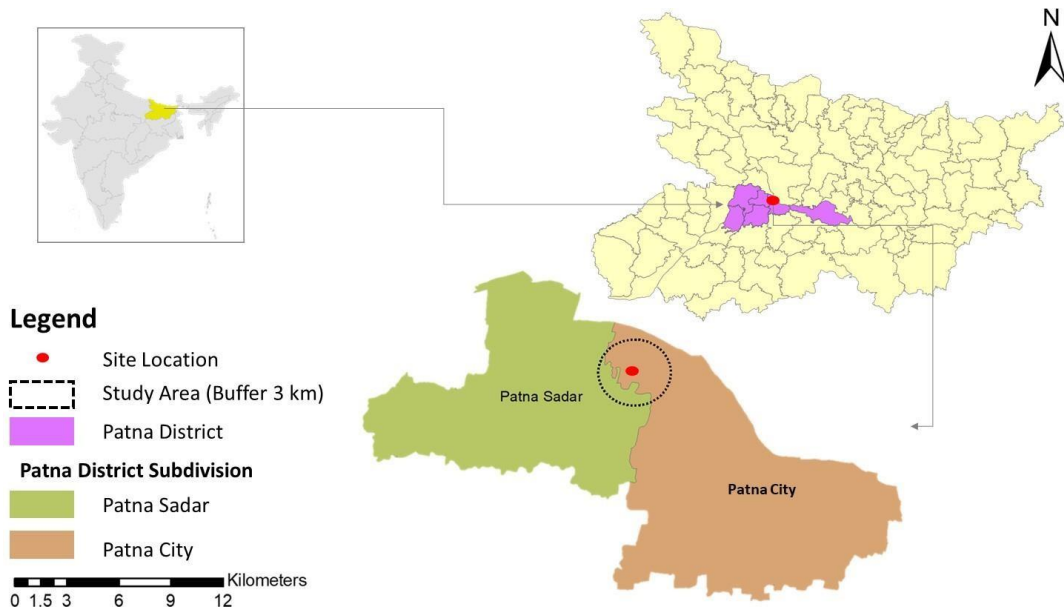 N
Legend
Site Location
Study Area (Buffer 3 km)
Patna District
Patna District Subdivision
Patna Sadar
Patna City
Kilometers
0 1.5 3 6 9 12
Patna Sadar
Patna City